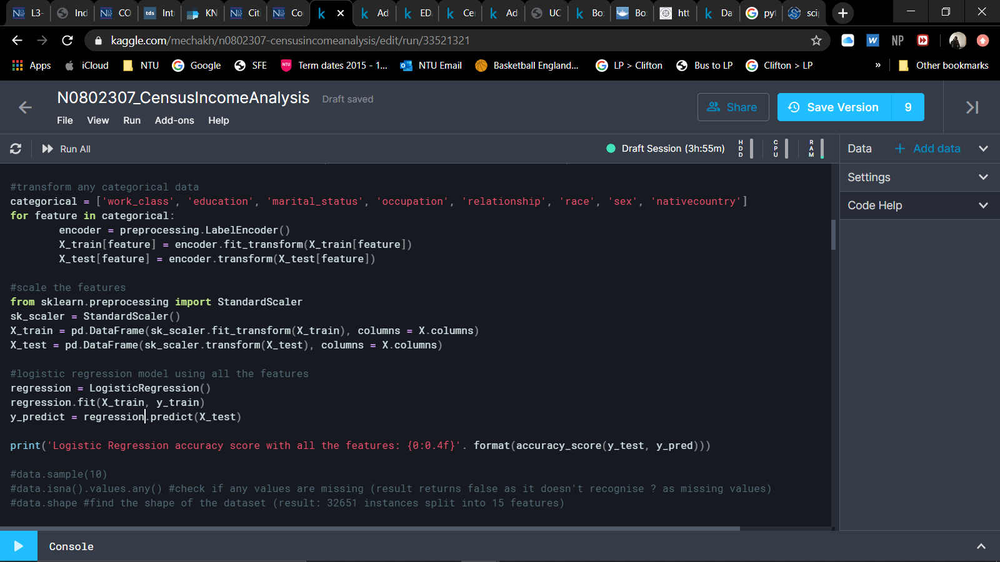 L3-
Ind
CO
tds
Int
KN
Cit
Co
Ad
ED
Ce
Ad
UC
Bo
Bo
htt
Da
py
sci
kaggle.com/mechakh/n0802307-censusincomeanalysis/edit/run/33521321
NP
Apps
iCloud
NTU
Google
SFE
Term dates 2015 - 1...
NTU Email
Basketball England...
LP > Clifton
Bus to LP
Clifton > LP
»
Other bookmarks
N0802307_CensusIncomeAnalysis
Draft saved
File View Run Add-ons Help
Share
Save Version
9
Run All
Draft Session (3h:55m)
HDD
CPU
RAM
Data
+ Add data
Settings
Code Help
#transform any categorical data
categorical = ['work_class', 'education', 'marital_status', 'occupation', 'relationship', 'race', 'sex', 'nativecountry']
for feature in categorical:
        encoder = preprocessing.LabelEncoder()
        X_train[feature] = encoder.fit_transform(X_train[feature])
        X_test[feature] = encoder.transform(X_test[feature])
#scale the features
from sklearn.preprocessing import StandardScaler
sk_scaler = StandardScaler()
X_train = pd.DataFrame(sk_scaler.fit_transform(X_train), columns = X.columns)
X_test = pd.DataFrame(sk_scaler.transform(X_test), columns = X.columns)
#logistic regression model using all the features
regression = LogisticRegression()
regression.fit(X_train, y_train)
y_predict = regression.predict(X_test)
print('Logistic Regression accuracy score with all the features: {0:0.4f}'. format(accuracy_score(y_test, y_pred)))
#data.sample(10)
#data.isna().values.any() #check if any values are missing (result returns false as it doesn't recognise ? as missing values)
#data.shape #find the shape of the dataset (result: 32651 instances split into 15 features)
Console